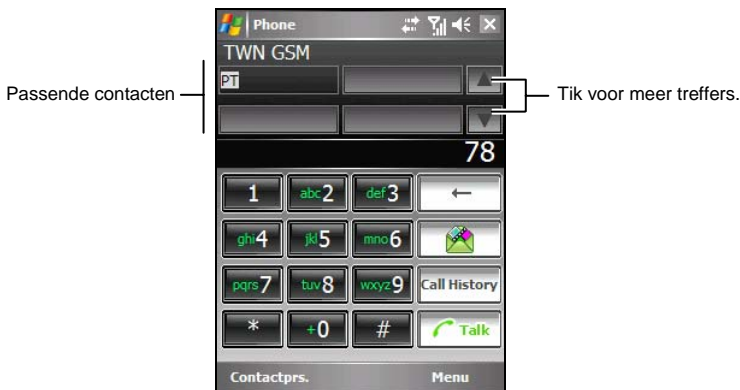 Phone
TWN GSM
Passende contacten
PT
Tik voor meer treffers.
78
1 abc2 def3
ghi4 jkl5 mno6
pqrs7 tuv8 wxyz9 Call History
* +0 # Talk
Contactprs. Menu